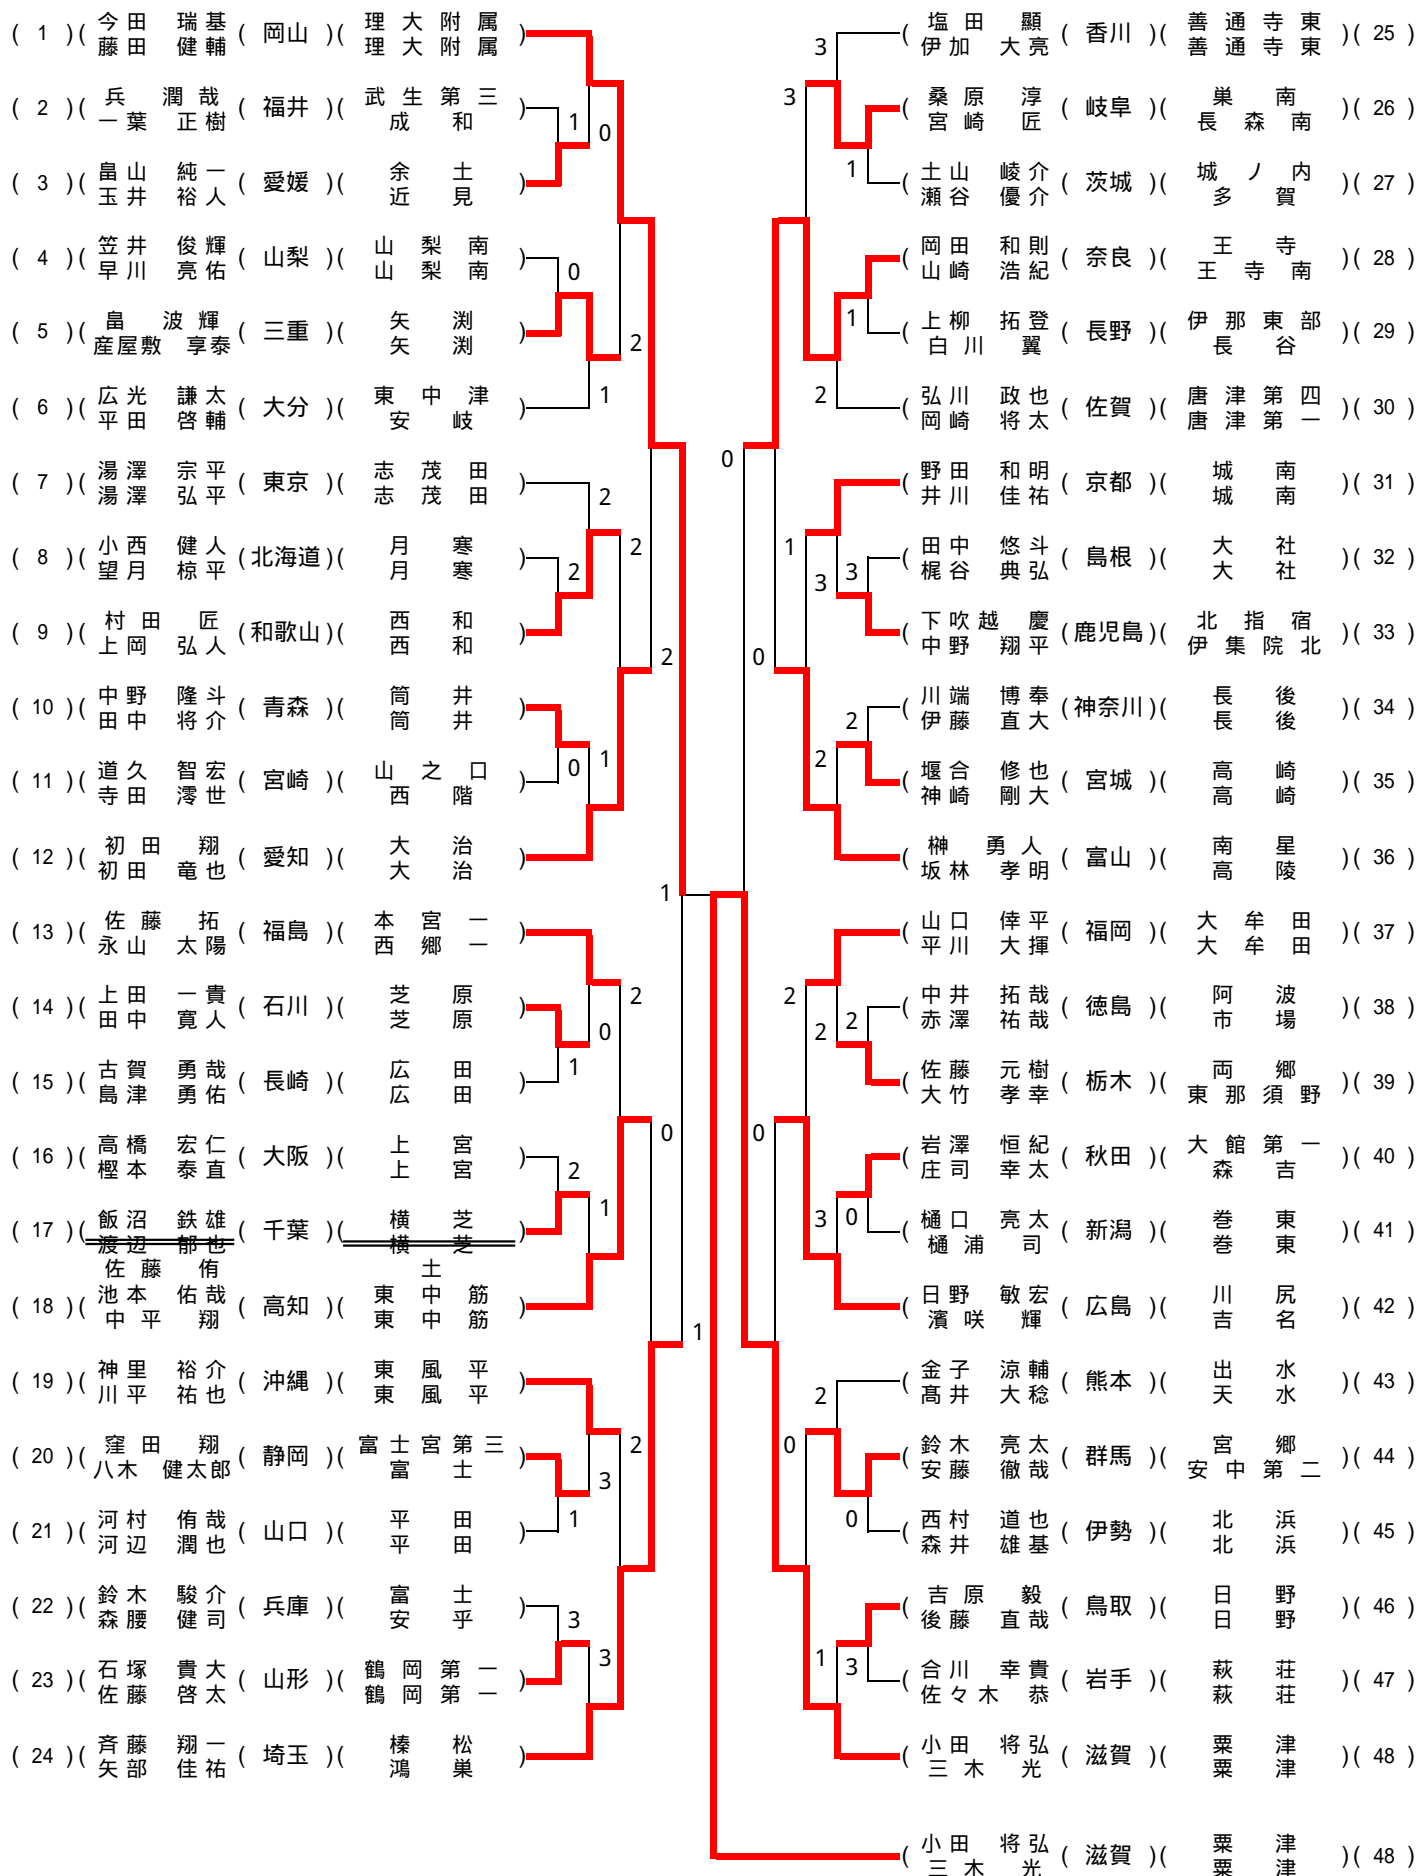 ( 1 )( 今田 瑞基 藤田 健輔 ( 岡山 )( 理大附属 理大附属 )
( 2 )( 兵 潤哉 一葉 正樹 ( 福井 )( 武生第三 成和 )
1 0
( 3 )( 畠山 純一 玉井 裕人 ( 愛媛 )( 余土 近見 )
( 4 )( 笠井 俊輝 早川 亮佑 ( 山梨 )( 山梨南 山梨南 )
0
( 5 )( 畠 波輝 産屋敷 享泰 ( 三重 )( 矢渕 矢渕 )
2
( 6 )( 広光 謙太 平田 啓輔 ( 大分 )( 東中津 安岐 )
1
( 7 )( 湯澤 宗平 湯澤 弘平 ( 東京 )( 志茂田 志茂田 )
2
( 8 )( 小西 健人 望月 椋平 ( 北海道 )( 月寒 月寒 )
2 2
( 9 )( 村田 匠 上岡 弘人 ( 和歌山 )( 西和 西和 )
2
( 10 )( 中野 隆斗 田中 将介 ( 青森 )( 筒井 筒井 )
( 11 )( 道久 智宏 寺田 澪世 ( 宮崎 )( 山之口 西階 )
0 1
( 12 )( 初田 翔 初田 竜也 ( 愛知 )( 大治 大治 )
1
( 13 )( 佐藤 拓 永山 太陽 ( 福島 )( 本宮一 西郷一 )
( 14 )( 上田 一貴 田中 寛人 ( 石川 )( 芝原 芝原 )
0 2
( 15 )( 古賀 勇哉 島津 勇佑 ( 長崎 )( 広田 広田 )
1
0
( 16 )( 高橋 宏仁 樫本 泰直 ( 大阪 )( 上宮 上宮 )
2
( 17 )( 飯沼 鉄雄 渡辺 郁也 ( 千葉 )( 横芝 横芝 )
1
佐藤 侑 土
( 18 )( 池本 佑哉 中平 翔 ( 高知 )( 東中筋 東中筋 )
1
( 19 )( 神里 裕介 川平 祐也 ( 沖縄 )( 東風平 東風平 )
( 20 )( 窪田 翔 八木 健太郎 ( 静岡 )( 富士宮第三 富士 )
3 2
( 21 )( 河村 侑哉 河辺 潤也 ( 山口 )( 平田 平田 )
1
( 22 )( 鈴木 駿介 森腰 健司 ( 兵庫 )( 富士 安乎 )
3
( 23 )( 石塚 貴大 佐藤 啓太 ( 山形 )( 鶴岡第一 鶴岡第一 )
3
( 24 )( 斉藤 翔一 矢部 佳祐 ( 埼玉 )( 榛松 鴻巣 )
( 塩田 顯 伊加 大亮 ( 香川 )( 善通寺東 善通寺東 )( 25 )
3
3
( 桑原 淳 宮崎 匠 ( 岐阜 )( 巣南 長森南 )( 26 )
1
( 土山 崚介 瀬谷 優介 ( 茨城 )( 城ノ内 多賀 )( 27 )
( 岡田 和則 山崎 浩紀 ( 奈良 )( 王寺 王寺南 )( 28 )
1
( 上柳 拓登 白川 翼 ( 長野 )( 伊那東部 長谷 )( 29 )
2
( 弘川 政也 岡崎 将太 ( 佐賀 )( 唐津第四 唐津第一 )( 30 )
0
( 野田 和明 井川 佳祐 ( 京都 )( 城南 城南 )( 31 )
1
( 田中 悠斗 梶谷 典弘 ( 島根 )( 大社 大社 )( 32 )
3 3
( 下吹越 慶 中野 翔平 ( 鹿児島 )( 北指宿 伊集院北 )( 33 )
0
( 川端 博奉 伊藤 直大 ( 神奈川 )( 長後 長後 )( 34 )
2
( 堰合 修也 神崎 剛大 ( 宮城 )( 高崎 高崎 )( 35 )
2
( 榊 勇人 坂林 孝明 ( 富山 )( 南星 高陵 )( 36 )
( 山口 倖平 平川 大揮 ( 福岡 )( 大牟田 大牟田 )( 37 )
2
( 中井 拓哉 赤澤 祐哉 ( 徳島 )( 阿波 市場 )( 38 )
2 2
( 佐藤 元樹 大竹 孝幸 ( 栃木 )( 両郷 東那須野 )( 39 )
0
( 岩澤 恒紀 庄司 幸太 ( 秋田 )( 大館第一 森吉 )( 40 )
3 0
( 樋口 亮太 樋浦 司 ( 新潟 )( 巻東 巻東 )( 41 )
( 日野 敏宏 濱咲 輝 ( 広島 )( 川尻 吉名 )( 42 )
( 金子 涼輔 髙井 大稔 ( 熊本 )( 出水 天水 )( 43 )
2
0
( 鈴木 亮太 安藤 徹哉 ( 群馬 )( 宮郷 安中第二 )( 44 )
0
( 西村 道也 森井 雄基 ( 伊勢 )( 北浜 北浜 )( 45 )
( 吉原 毅 後藤 直哉 ( 鳥取 )( 日野 日野 )( 46 )
1 3
( 合川 幸貴 佐々木 恭 ( 岩手 )( 萩荘 萩荘 )( 47 )
( 小田 将弘 三木 光 ( 滋賀 )( 粟津 粟津 )( 48 )
( 小田 将弘 三木 光 ( 滋賀 )( 粟津 粟津 )( 48 )